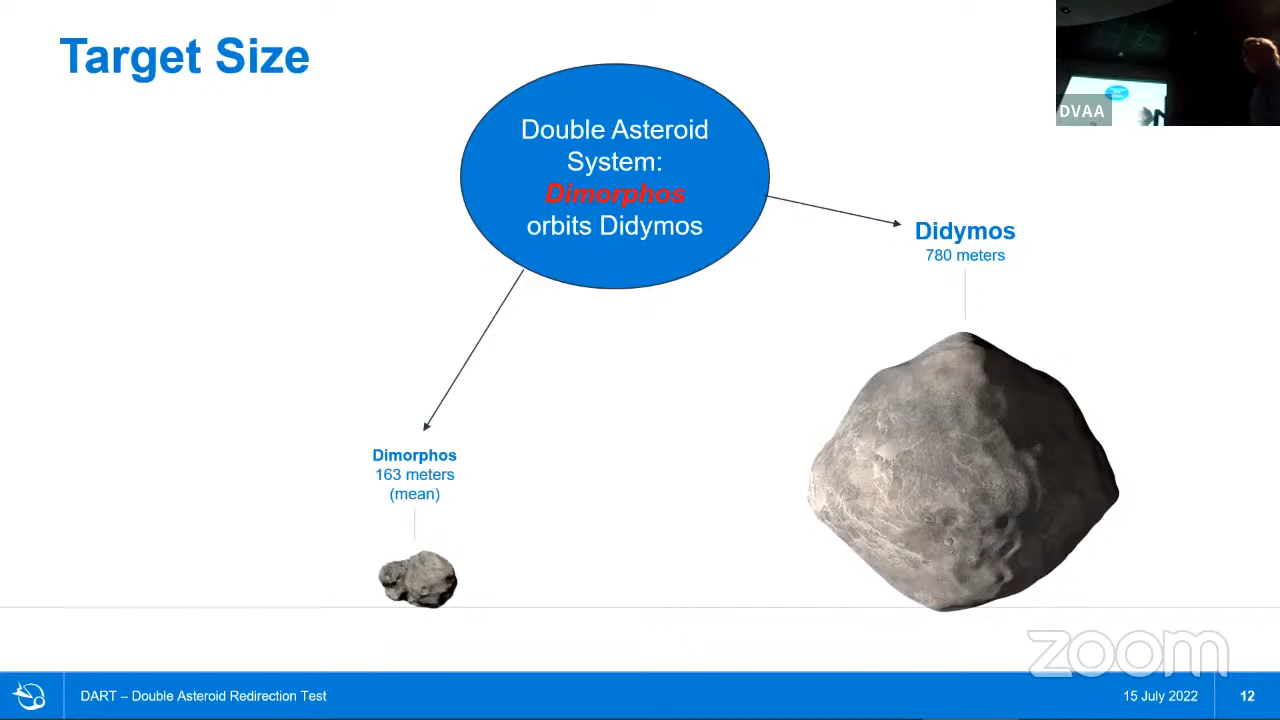 Target Size
DVAA
Double Asteroid
System:
Dimorphos
orbits Didymos
Didymos
780 meters
Dimorphos
163 meters
(mean)
zoom
DART – Double Asteroid Redirection Test
15 July 2022
12